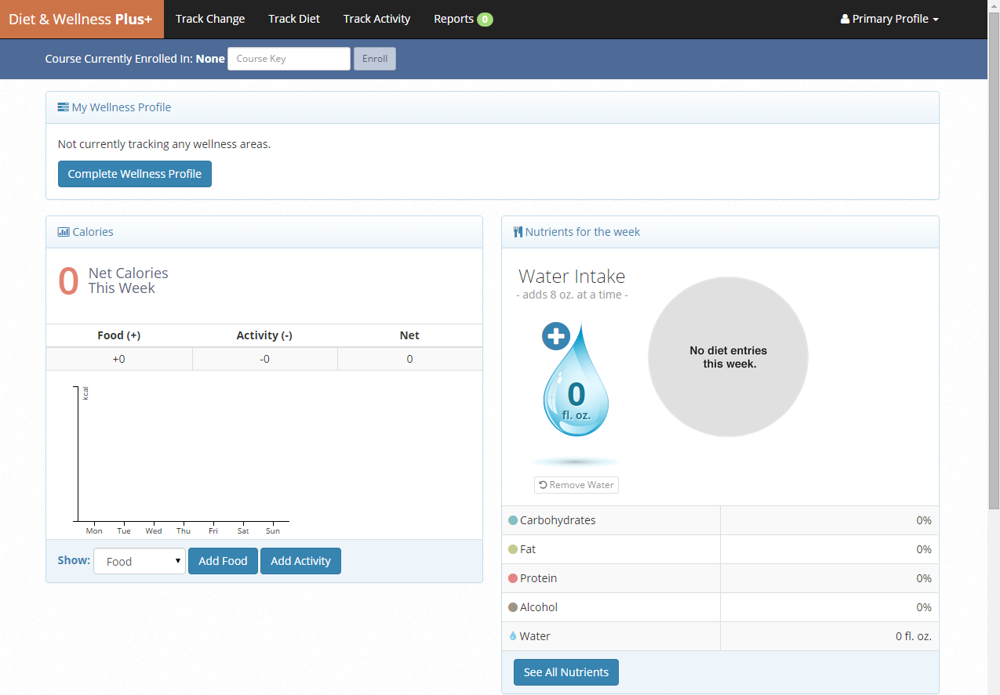 Diet & Wellness Plus+ Track Change Track Diet Track Activity Reports 0 Primary Profile
Course Currently Enrolled In: None Course Key Enroll
My Wellness Profile
Not currently tracking any wellness areas.
Complete Wellness Profile
Calories
0 Net Calories
This Week
Food (+) Activity (-) Net
+0 -0 0
kcal
Mon Tue Wed Thu Fri Sat Sun
Show: Food Add Food Add Activity
Nutrients for the week
Water Intake
- adds 8 oz. at a time -
0
fl. oz.
Remove Water
No diet entries
this week.
Carbohydrates 0%
Fat 0%
Protein 0%
Alcohol 0%
Water 0 fl. oz.
See All Nutrients